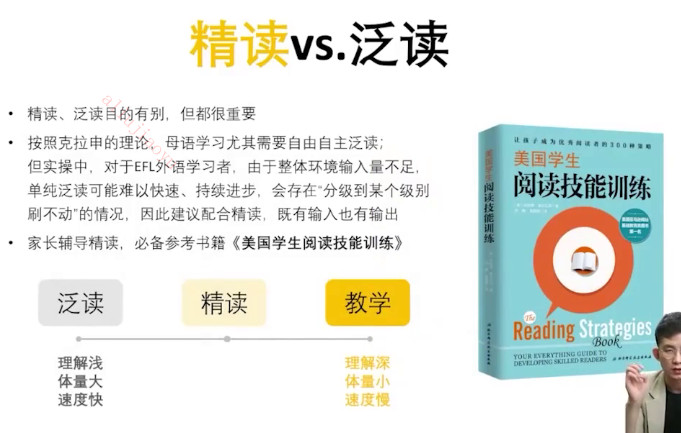 精读vs.泛读
• 精读、泛读目的有别，但都很重要
• 按照克拉申的理论，母语学习尤其需要自由自主泛读；
但实操中，对于EFL外语学习者，由于整体环境输入量不足，
单纯泛读可能难以快速、持续进步，会存在“分级到某个级别
刷不动”的情况，因此建议配合精读，既有输入也有输出
• 家长辅导精读，必备参考书籍《美国学生阅读技能训练》
泛读
精读
教学
理解浅
体量大
速度快
理解深
体量小
速度慢
让孩子成为优秀阅读者的300种策略
美国学生
阅读技能训练
美国学生
阅读技能训练
The
Reading Strategies
Book
YOUR EVERYTHING GUIDE TO
DEVELOPING SKILLED READERS